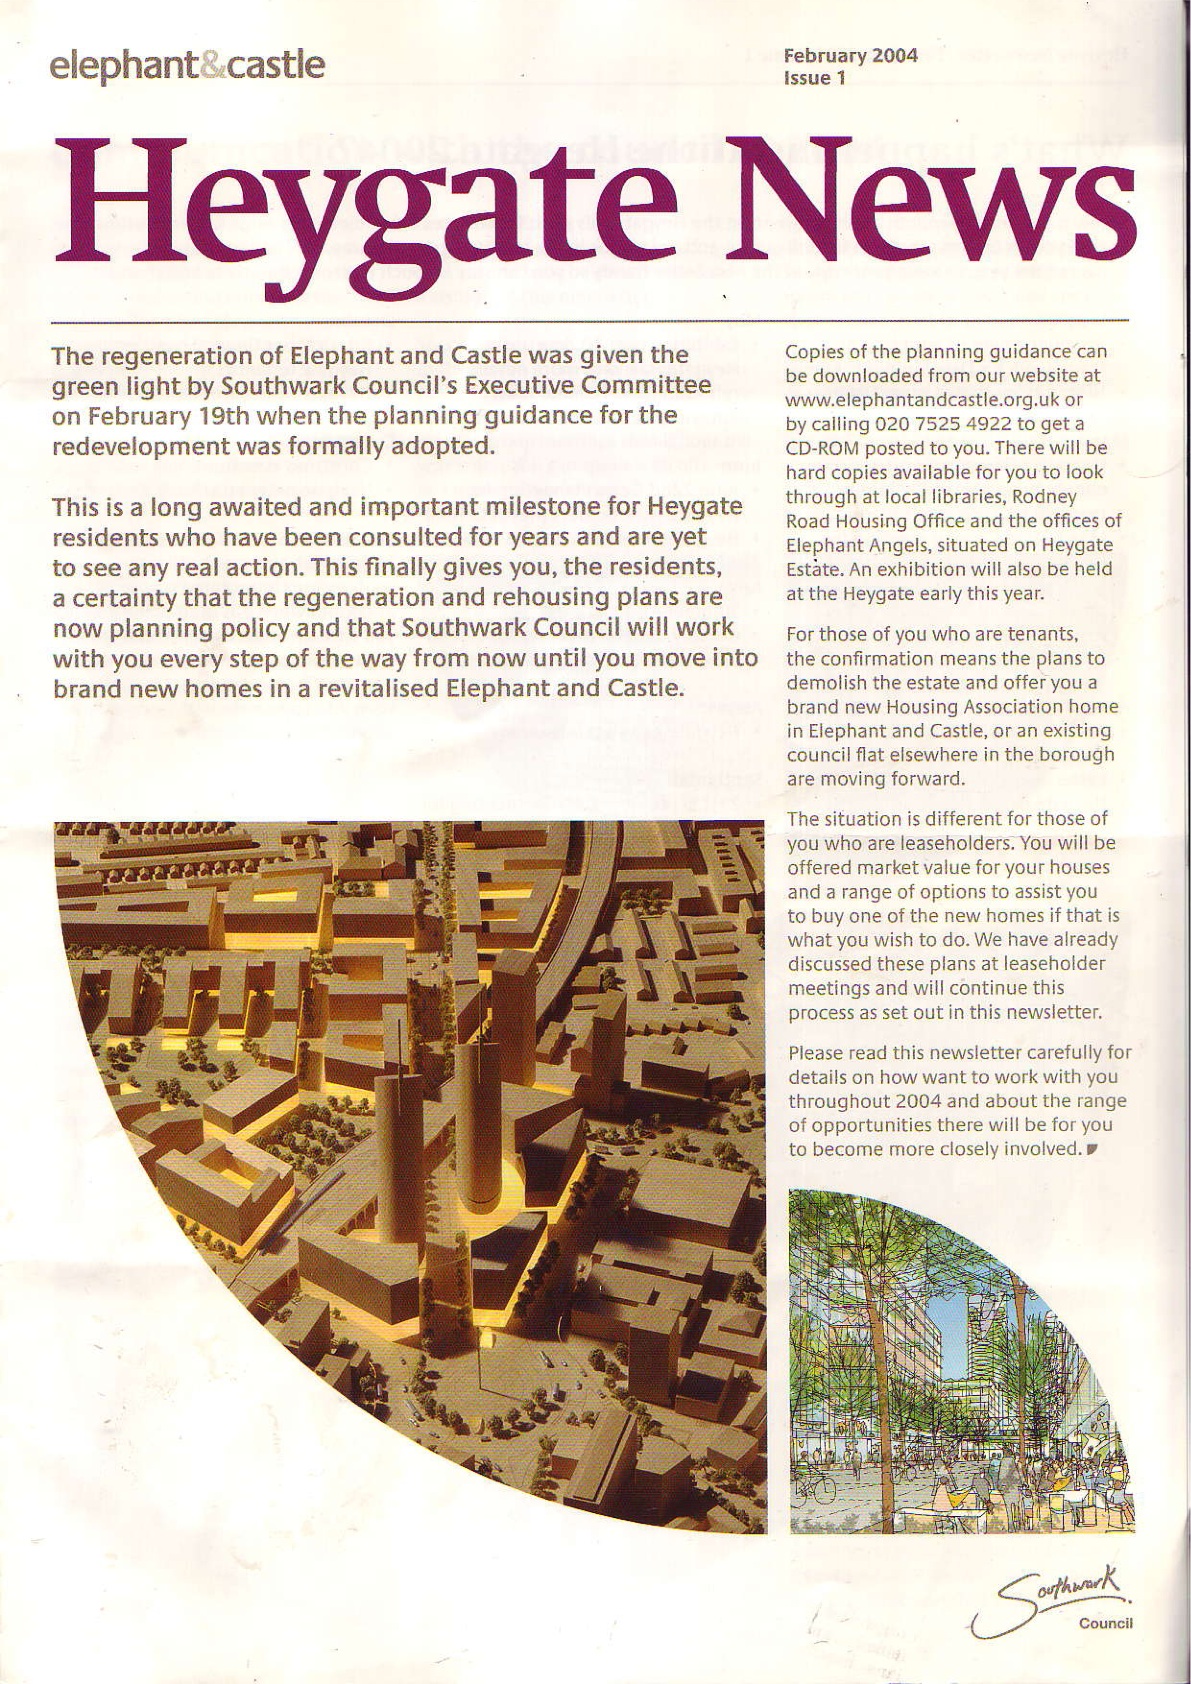 elephant&castle
February 2004
Issue 1
Heygate News
The regeneration of Elephant and Castle was given the
green light by Southwark Council's Executive Committee
on February 19th when the planning guidance for the
redevelopment was formally adopted.
This is a long awaited and important milestone for Heygate
residents who have been consulted for years and are yet
to see any real action. This finally gives you, the residents,
a certainty that the regeneration and rehousing plans are
now planning policy and that Southwark Council will work
with you every step of the way from now until you move into
brand new homes in a revitalised Elephant and Castle.
Copies of the planning guidance can
be downloaded from our website at
www.elephantandcastle.org.uk or
by calling 020 7525 4922 to get a
CD-ROM posted to you. There will be
hard copies available for you to look
through at local libraries, Rodney
Road Housing Office and the offices of
Elephant Angels, situated on Heygate
Estate. An exhibition will also be held
at the Heygate early this year.
For those of you who are tenants,
the confirmation means the plans to
demolish the estate and offer you a
brand new Housing Association home
in Elephant and Castle, or an existing
council flat elsewhere in the borough
are moving forward.
The situation is different for those of
you who are leaseholders. You will be
offered market value for your houses
and a range of options to assist you
to buy one of the new homes if that is
what you wish to do. We have already
discussed these plans at leaseholder
meetings and will continue this
process as set out in this newsletter.
Please read this newsletter carefully for
details on how want to work with you
throughout 2004 and about the range
of opportunities there will be for you
to become more closely involved.
Southwark
Council